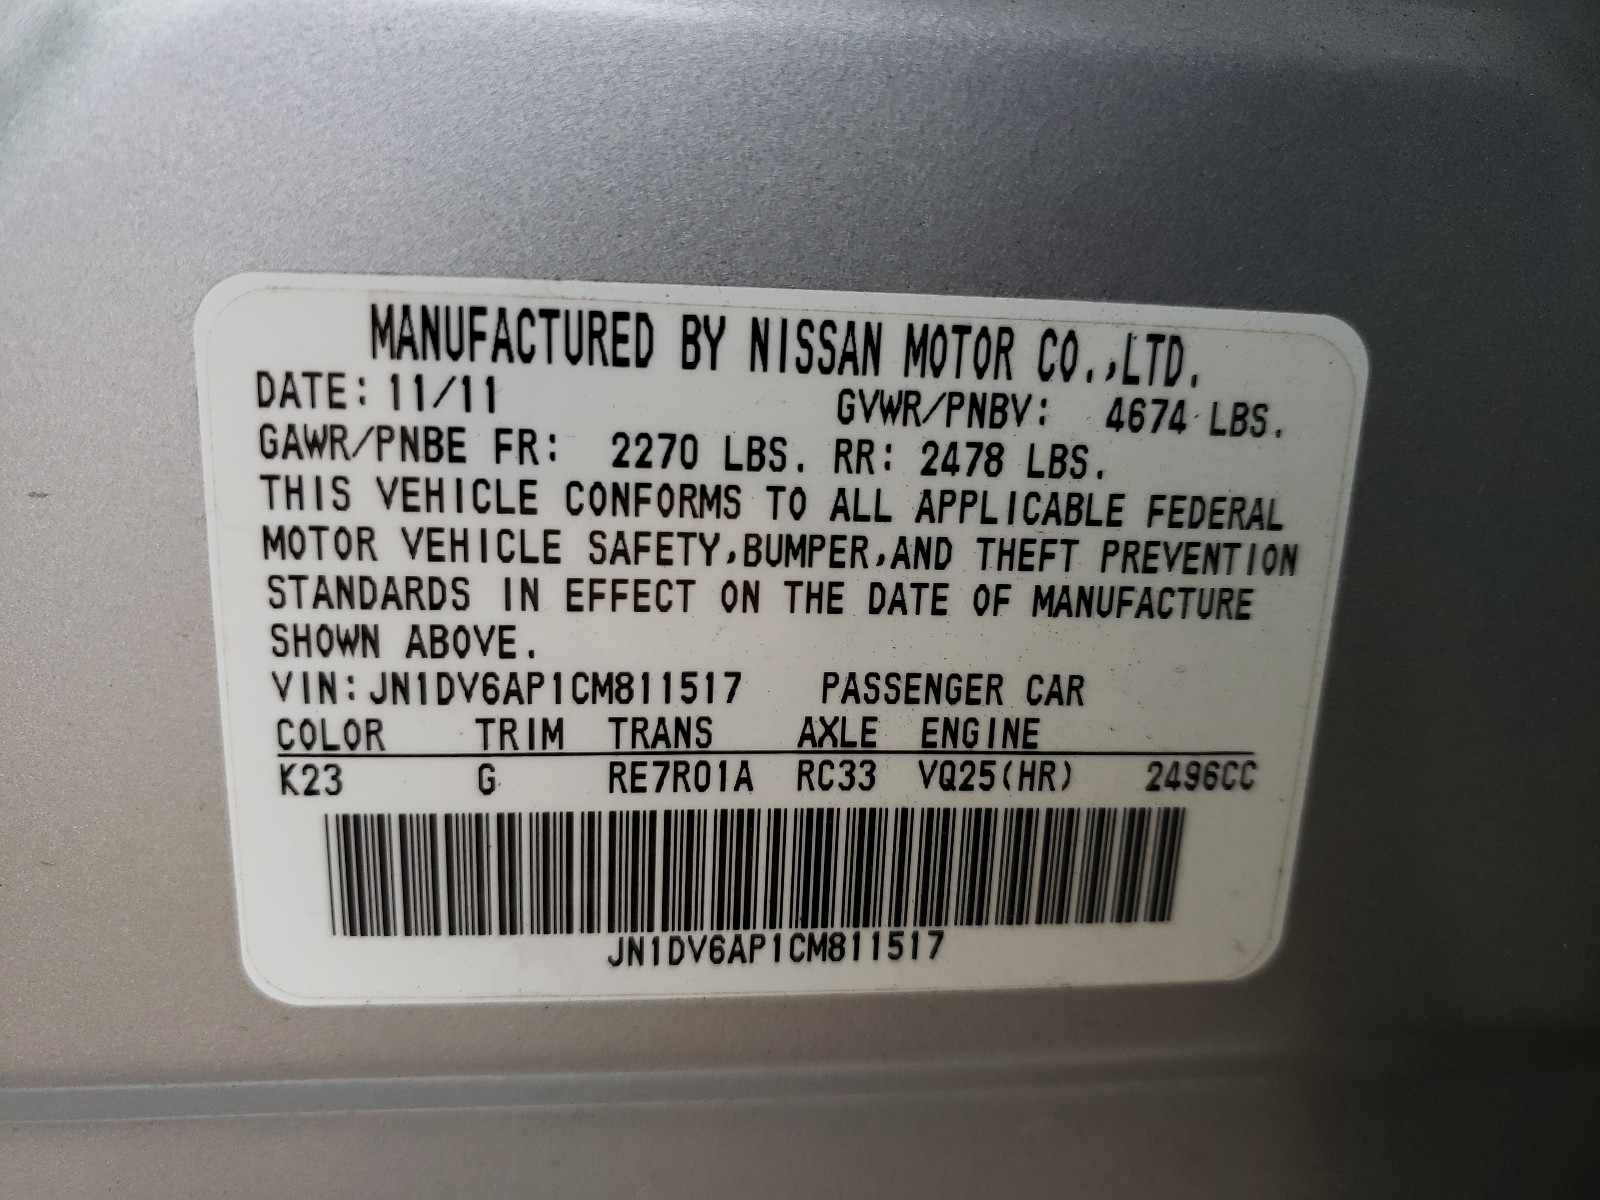 MANUFACTURED BY NISSAN MOTOR CO.,LTD.
DATE: 11/11 GVWR/PNBV: 4674 LBS.
GAWR/PNBE FR: 2270 LBS. RR: 2478 LBS.
THIS VEHICLE CONFORMS TO ALL APPLICABLE FEDERAL
MOTOR VEHICLE SAFETY,BUMPER,AND THEFT PREVENTION
STANDARDS IN EFFECT ON THE DATE OF MANUFACTURE
SHOWN ABOVE.
VIN:JN1DV6AP1CM811517 PASSENGER CAR
COLOR TRIM TRANS AXLE ENGINE
K23 G RE7R01A RC33 VQ25(HR) 2496CC
JN1DV6AP1CM811517